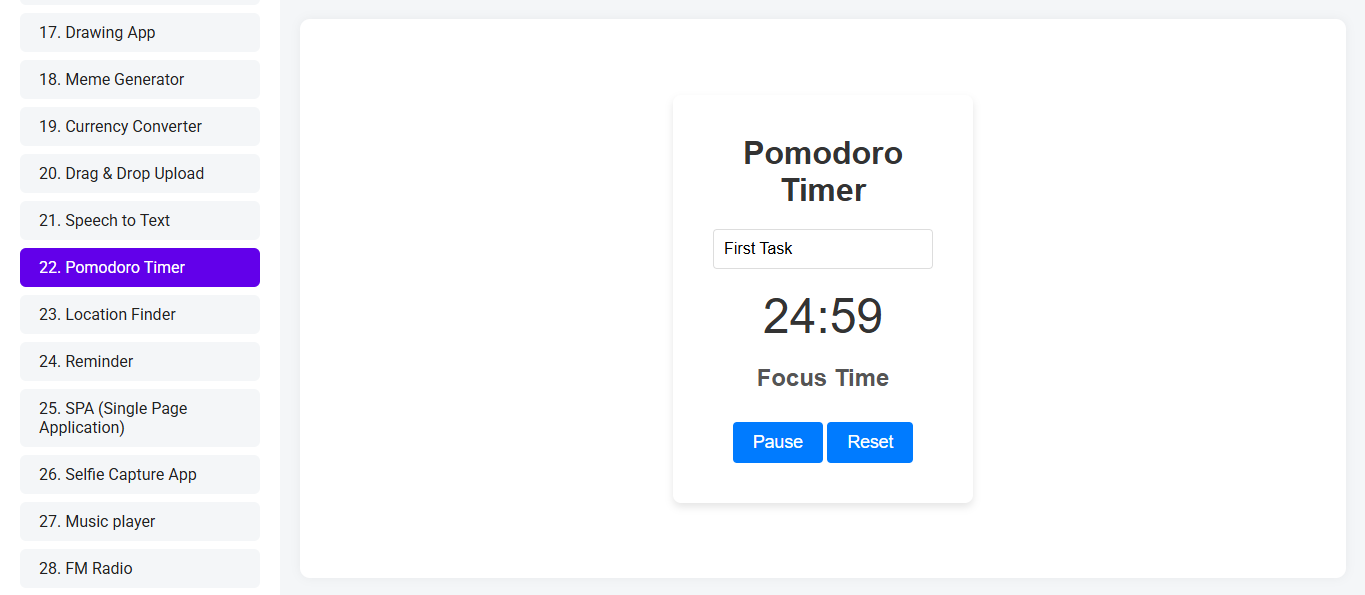 17. Drawing App
18. Meme Generator
19. Currency Converter
20. Drag & Drop Upload
21. Speech to Text
22. Pomodoro Timer
23. Location Finder
24. Reminder
25. SPA (Single Page
Application)
26. Selfie Capture App
27. Music player
28. FM Radio
Pomodoro
Timer
First Task
24:59
Focus Time
Pause
Reset